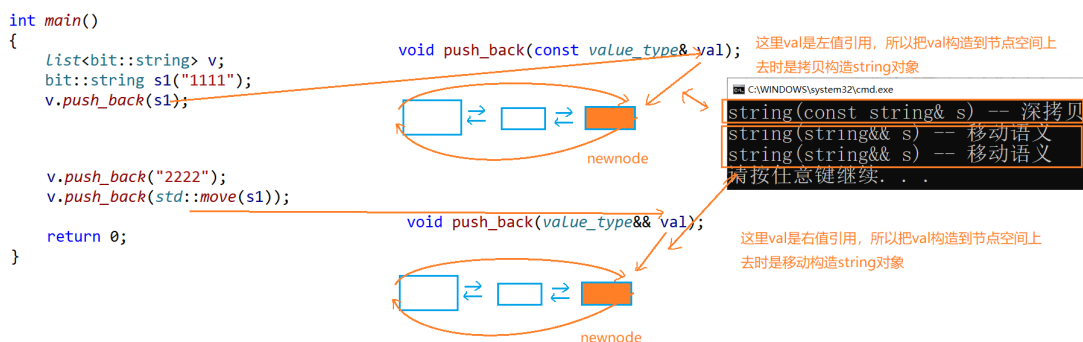 int main()
{
List<bit::string> v;
bit::string s1("1111");
v.push_back(s1);
v.push_back("2222");
v.push_back(std::move(s1));
return 0;
}
void push_back(const value_type& val);
newnode
void push_back(value_type&& val);
newnode
这里val是左值引用，所以把val构造到节点空间上
去时是拷贝构造string对象
C:\WINDOWS\system32\cmd.exe
string(const string& s) -- 深拷贝
string(string&& s) -- 移动语义
string(string&& s) -- 移动语义
请按任意键继续. . .
这里val是右值引用，所以把val构造到节点空间上
去时是移动构造string对象